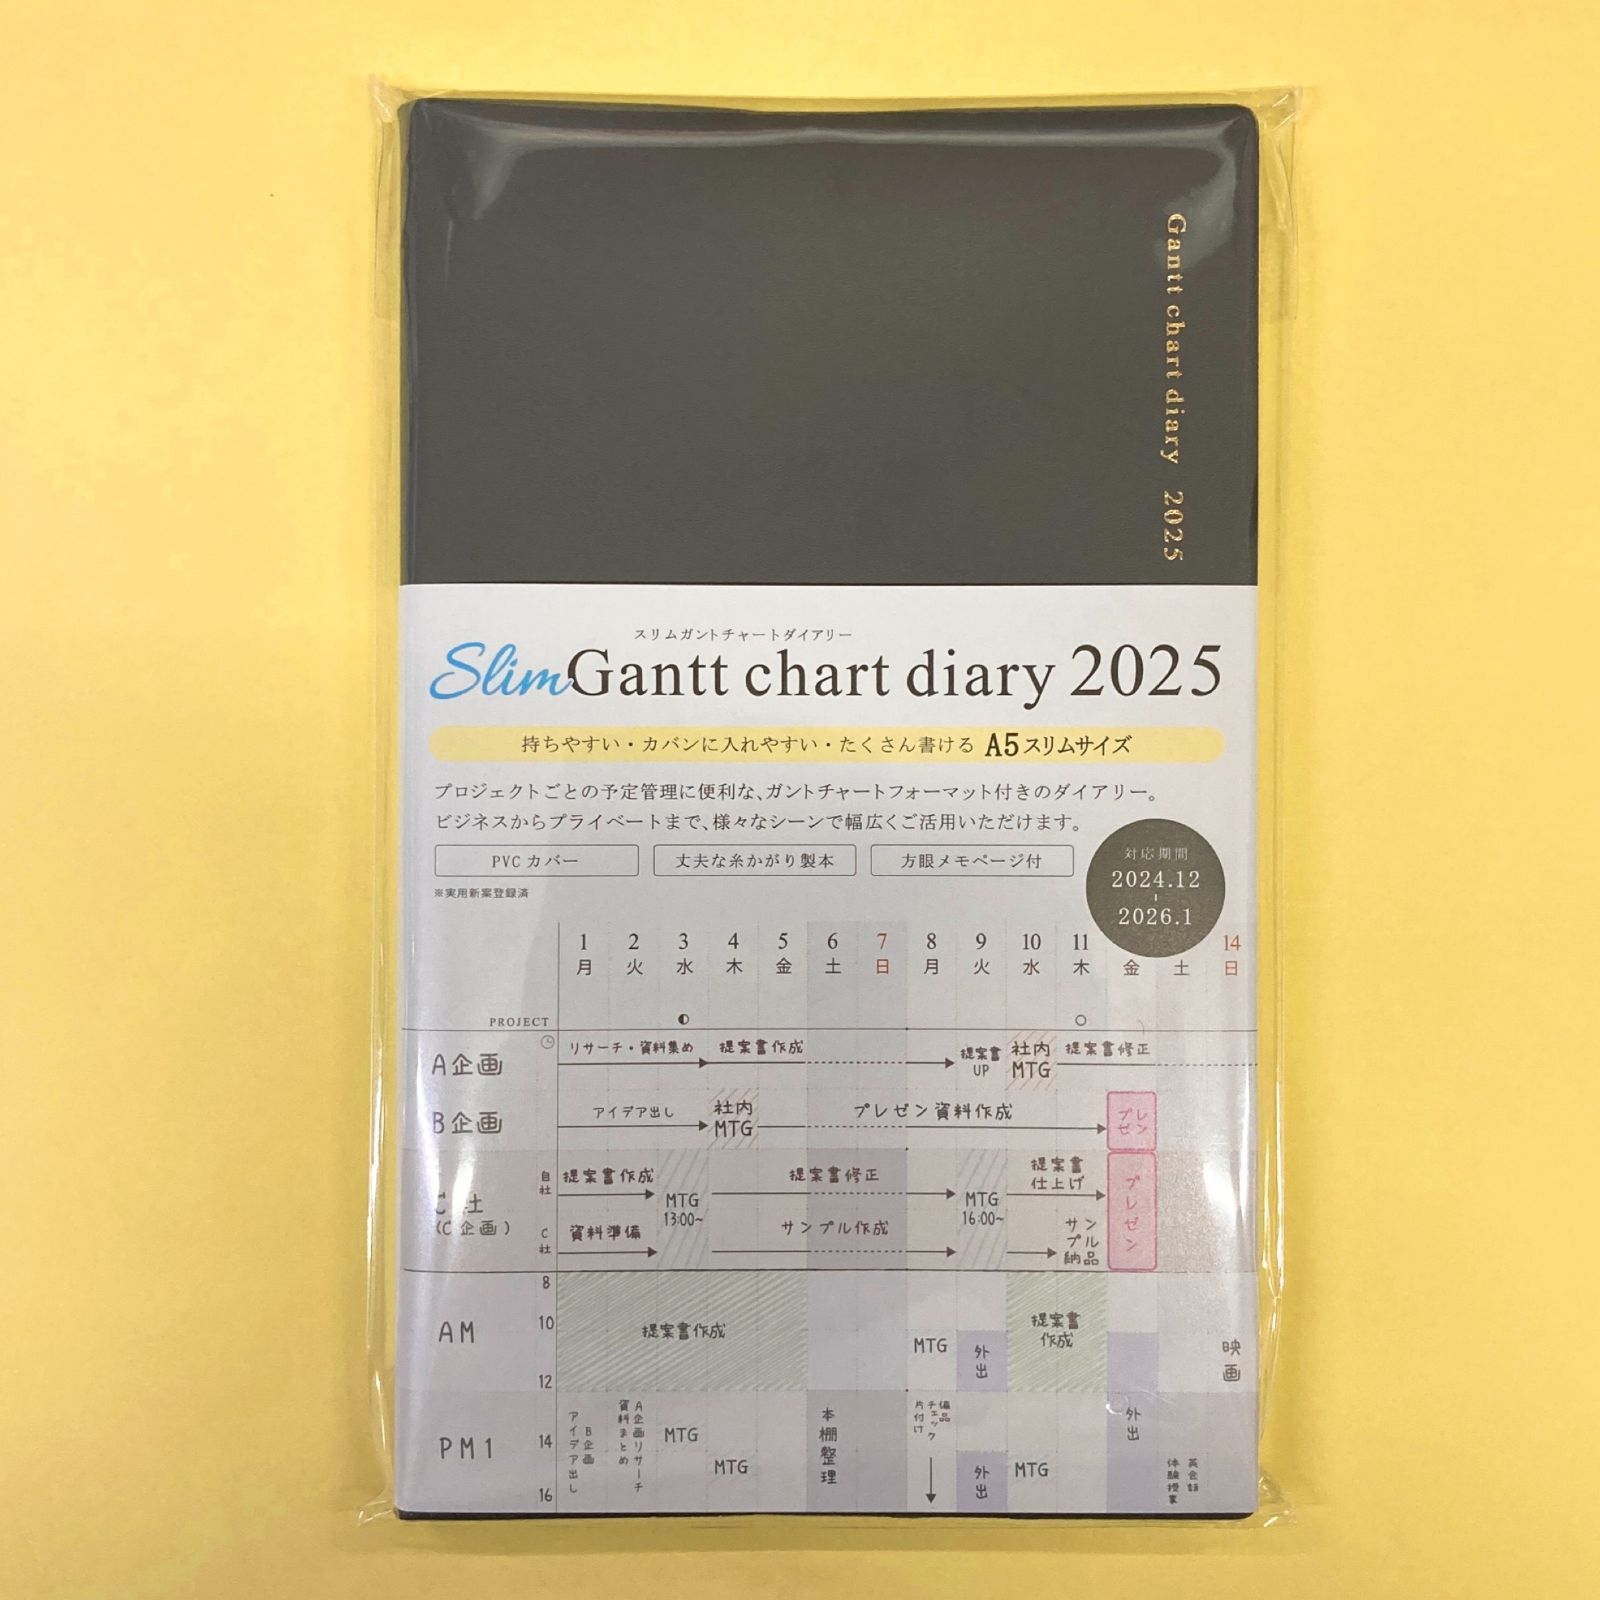 Gantt chart diary 2025
スリムガントチャートダイアリー
Slim Gantt chart diary 2025
持ちやすい・カバンに入れやすい・たくさん書ける A5スリムサイズ
プロジェクトごとの予定管理に便利な、ガントチャートフォーマット付きのダイアリー。
ビジネスからプライベートまで、様々なシーンで幅広くご活用いただけます。
PVCカバー 丈夫な糸かがり製本 方眼メモページ付
※実用新案登録済
対応期間
2024.12
-
2026.1
1 2 3 4 5 6 7 8 9 10 11 14
月 火 水 木 金 土 日 月 火 水 木 金 土 日
PROJECT
A企画 リサーチ・資料集め 提案書作成 提案書UP 社内MTG 提案書修正
B企画 アイデア出し 社内MTG プレゼン資料作成 プレゼン
C社
(C企画)
自社 提案書作成 MTG 13:00~ 提案書修正 MTG 16:00~ 提案書仕上げ プレゼン
C社 資料準備 サンプル作成 サンプル納品
8
AM 10 提案書作成 MTG 外出 提案書作成 映画
12
PM1 14 16
B企画アイデア出し
A企画リサーチ資料まとめ
MTG
MTG
本棚整理
備品チェック片付け
外出
MTG
外出
英会話体験授業